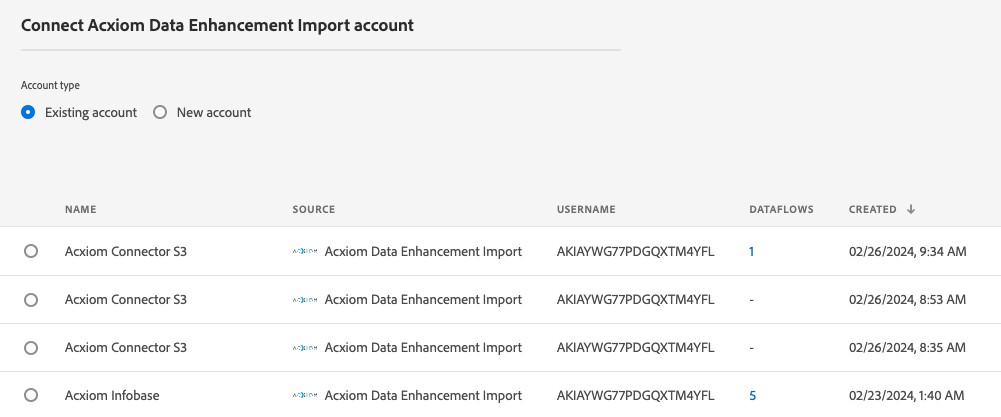 Connect Acxiom Data Enhancement Import account
Account type
Existing account New account
NAME SOURCE USERNAME DATAFLOWS CREATED
Acxiom Connector S3 ACXIOM Acxiom Data Enhancement Import AKIAYWG77PDGQXTM4YFL 1 02/26/2024, 9:34 AM
Acxiom Connector S3 ACXIOM Acxiom Data Enhancement Import AKIAYWG77PDGQXTM4YFL - 02/26/2024, 8:53 AM
Acxiom Connector S3 ACXIOM Acxiom Data Enhancement Import AKIAYWG77PDGQXTM4YFL - 02/26/2024, 8:35 AM
Acxiom Infobase ACXIOM Acxiom Data Enhancement Import AKIAYWG77PDGQXTM4YFL 5 02/23/2024, 1:40 AM